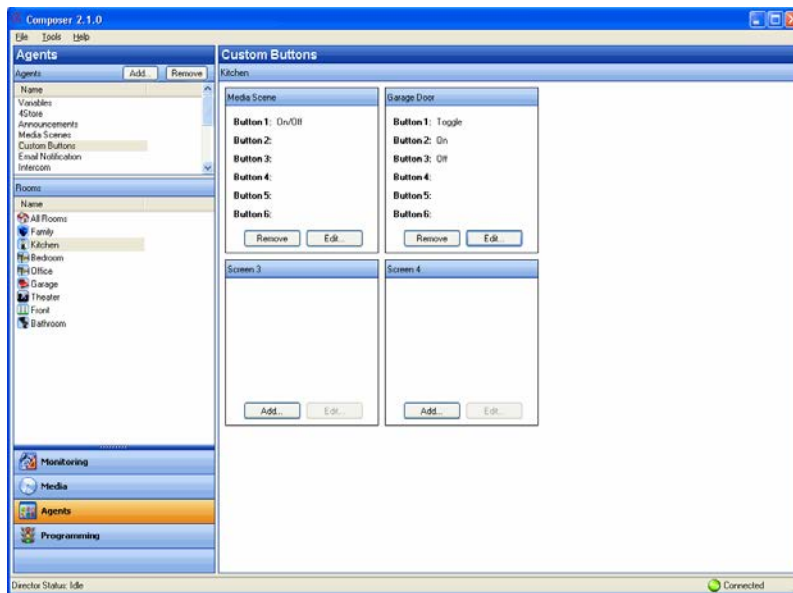 Composer 2.1.0
File Tools Help
Agents
Agents Add... Remove
Name
Variables
4Store
Announcements
Media Scenes
Custom Buttons
Email Notification
Intercom
Rooms
Name
All Rooms
Family
Kitchen
Bedroom
Office
Garage
Theater
Front
Bathroom
Monitoring
Media
Agents
Programming
Custom Buttons
Kitchen
Media Scene
Button 1: On/Off
Button 2:
Button 3:
Button 4:
Button 5:
Button 6:
Remove Edit...
Garage Door
Button 1: Toggle
Button 2: On
Button 3: Off
Button 4:
Button 5:
Button 6:
Remove Edit...
Screen 3
Add... Edit...
Screen 4
Add... Edit...
Director Status: Idle
Connected